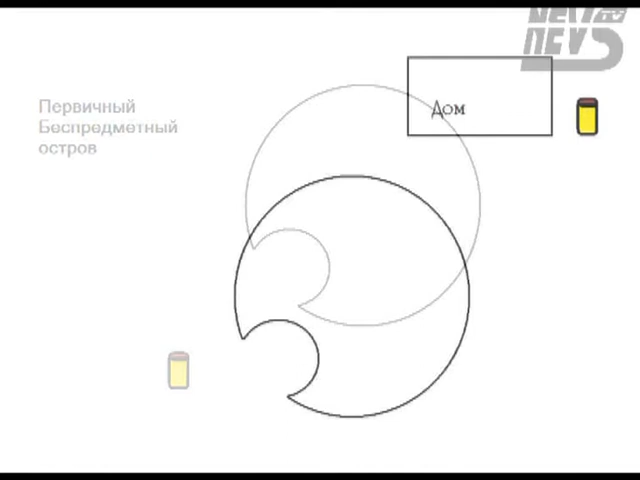 Первичный
Беспредметный
остров
Дом